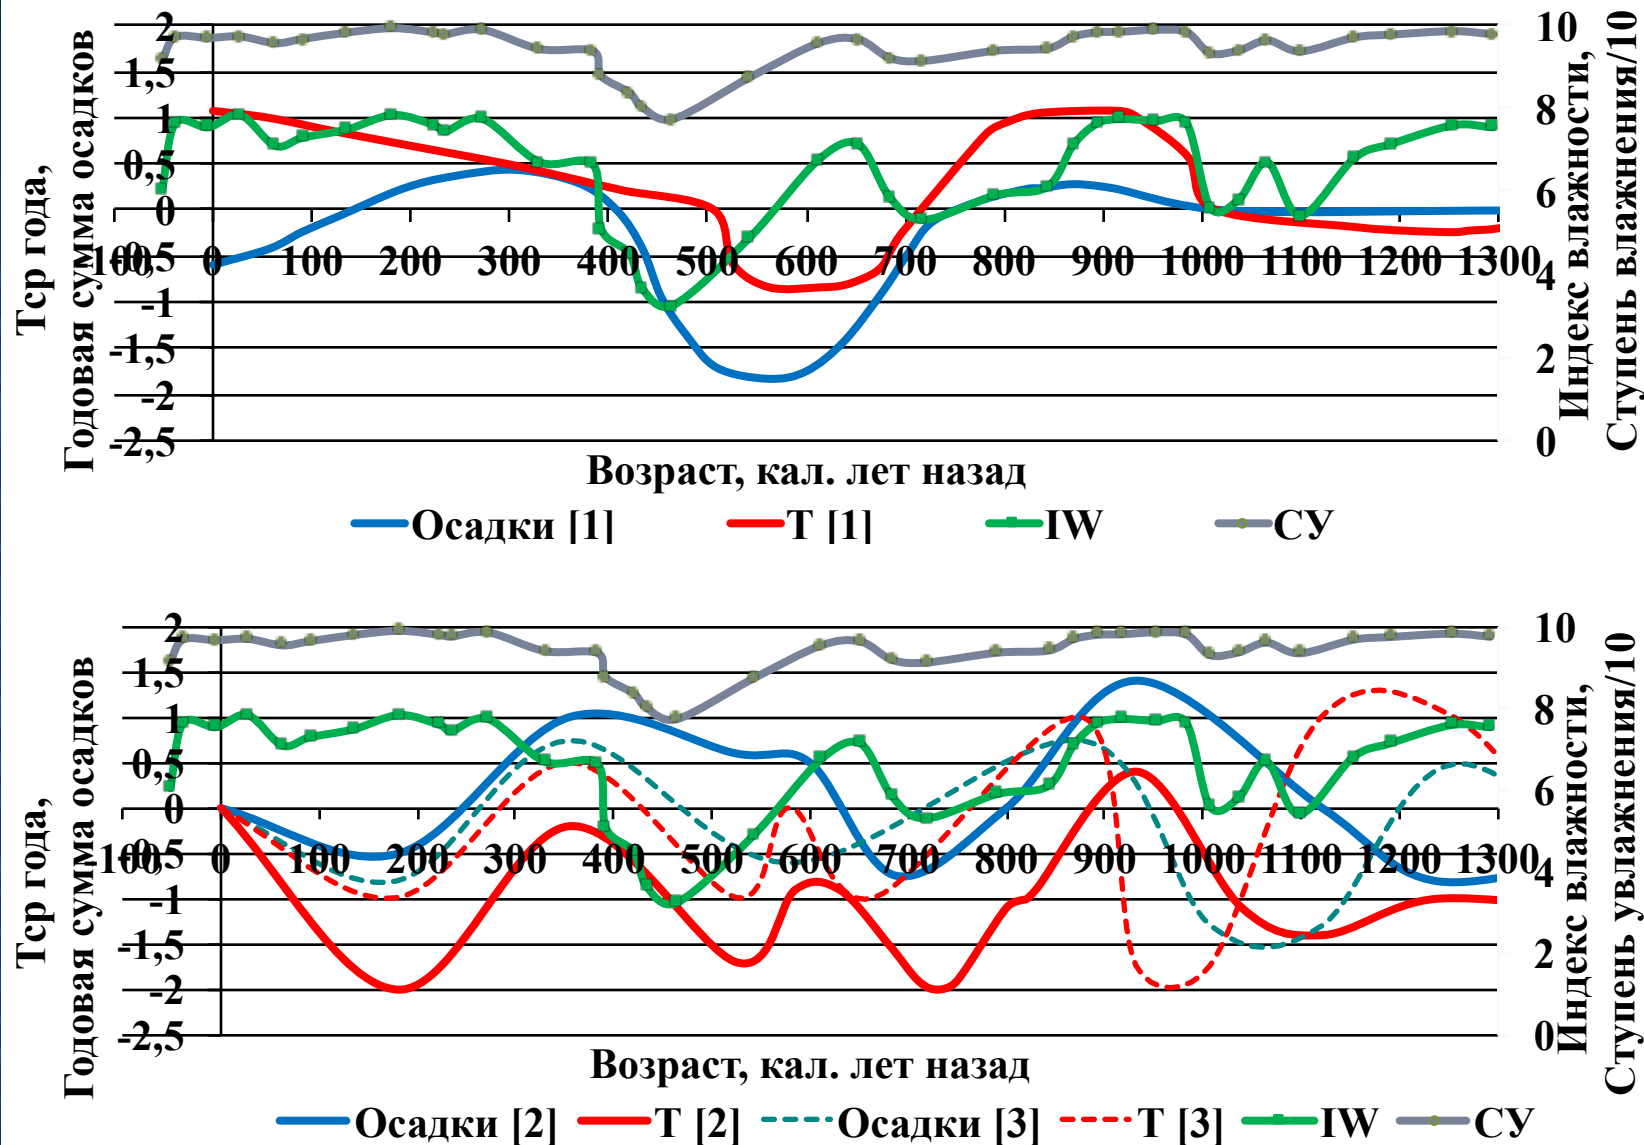 Тср года,
Годовая сумма осадков
2
1,5
1
0,5
0
-0,5
-1
-1,5
-2
-2,5
100 0 100 200 300 400 500 600 700 800 900 1000 1100 1200 1300
10
8
6
4
2
0
Индекс влажности,
Ступень влажнения/10
Возраст, кал. лет назад
Осадки [1] Т [1] IW СУ
Тср года,
Годовая сумма осадков
2
1,5
1
0,5
0
-0,5
-1
-1,5
-2
-2,5
100 0 100 200 300 400 500 600 700 800 900 1000 1100 1200 1300
10
8
6
4
2
0
Индекс влажности,
Ступень увлажнения/10
Возраст, кал. лет назад
Осадки [2] Т [2] Осадки [3] Т [3] IW СУ